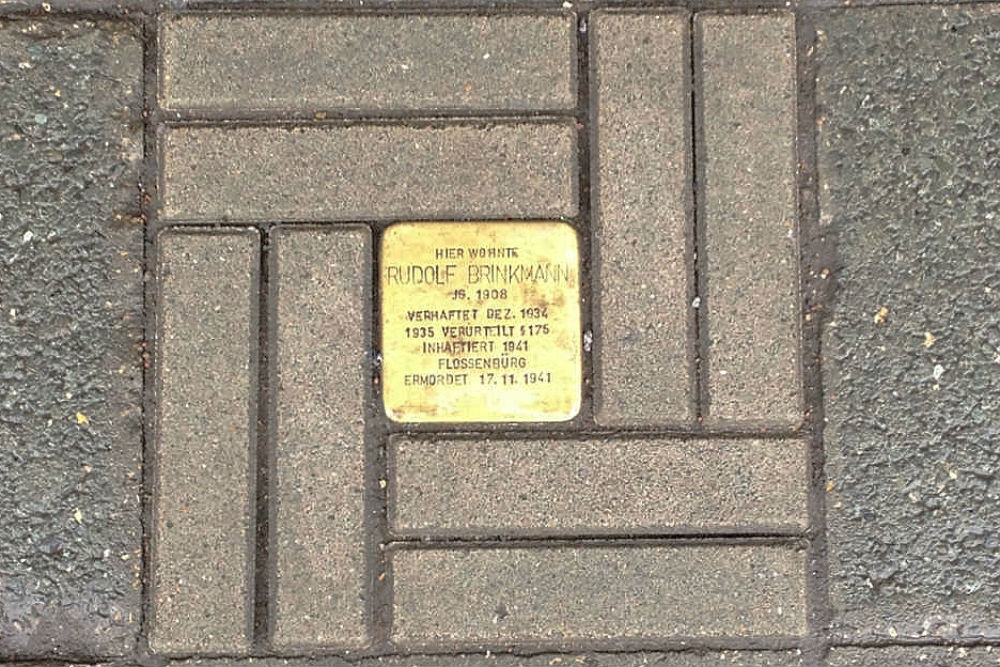 HIER WOHNTE
RUDOLF BRINKMANN
JG. 1908
VERHAFTET DEZ. 1934
1935 VERURTEILT §175
INHAFTIERT 1941
FLOSSENBÜRG
ERMORDET 17.11.1941